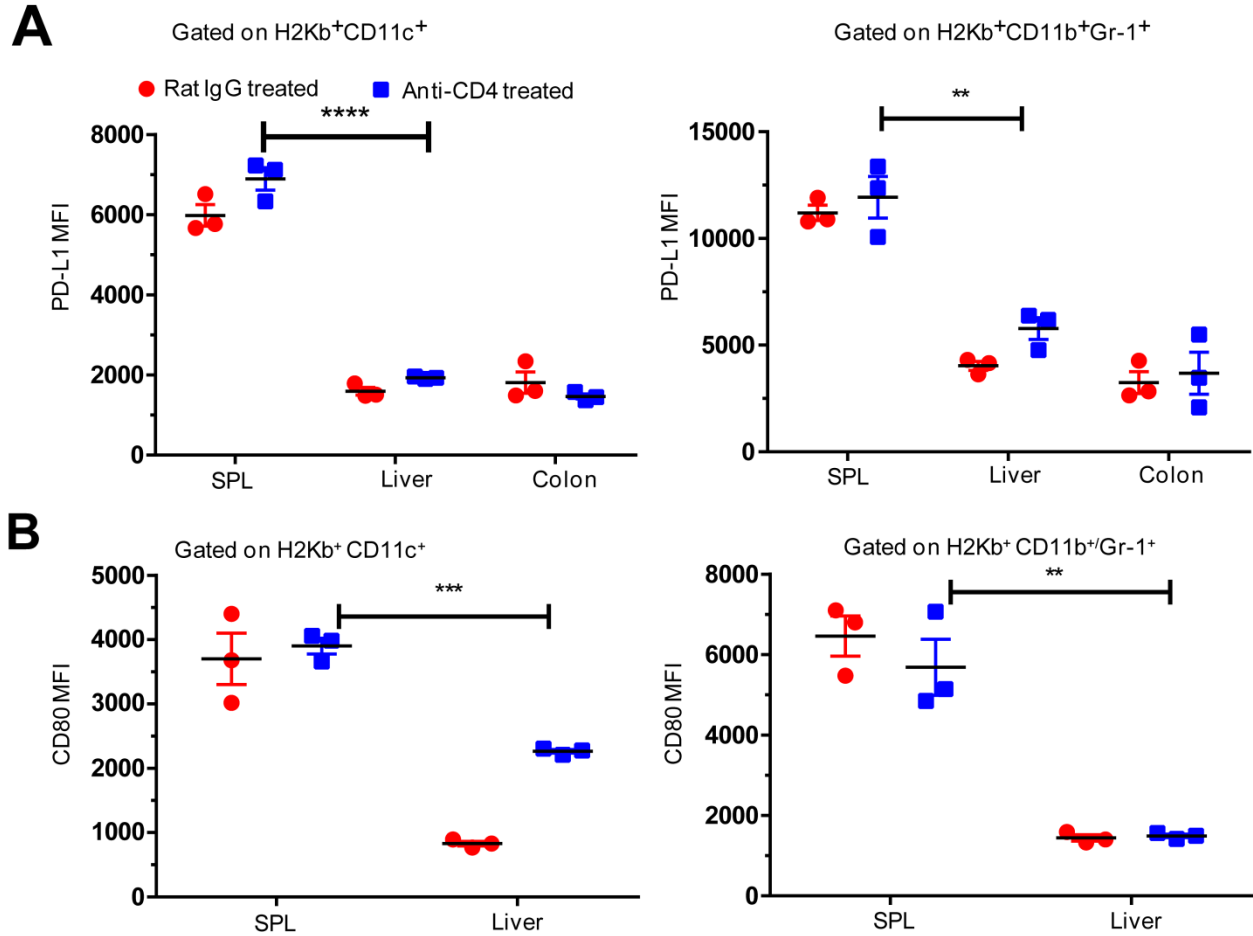 A
Gated on H2Kb⁺CD11c⁺
Gated on H2Kb⁺CD11b⁺Gr-1⁺
Rat IgG treated
Anti-CD4 treated
****
**
PD-L1 MFI
8000
6000
4000
2000
0
SPL
Liver
Colon
PD-L1 MFI
15000
10000
5000
0
SPL
Liver
Colon
B
Gated on H2Kb⁺ CD11c⁺
Gated on H2Kb⁺ CD11b⁺/Gr-1⁺
***
**
CD80 MFI
5000
4000
3000
2000
1000
0
SPL
Liver
CD80 MFI
8000
6000
4000
2000
0
SPL
Liver